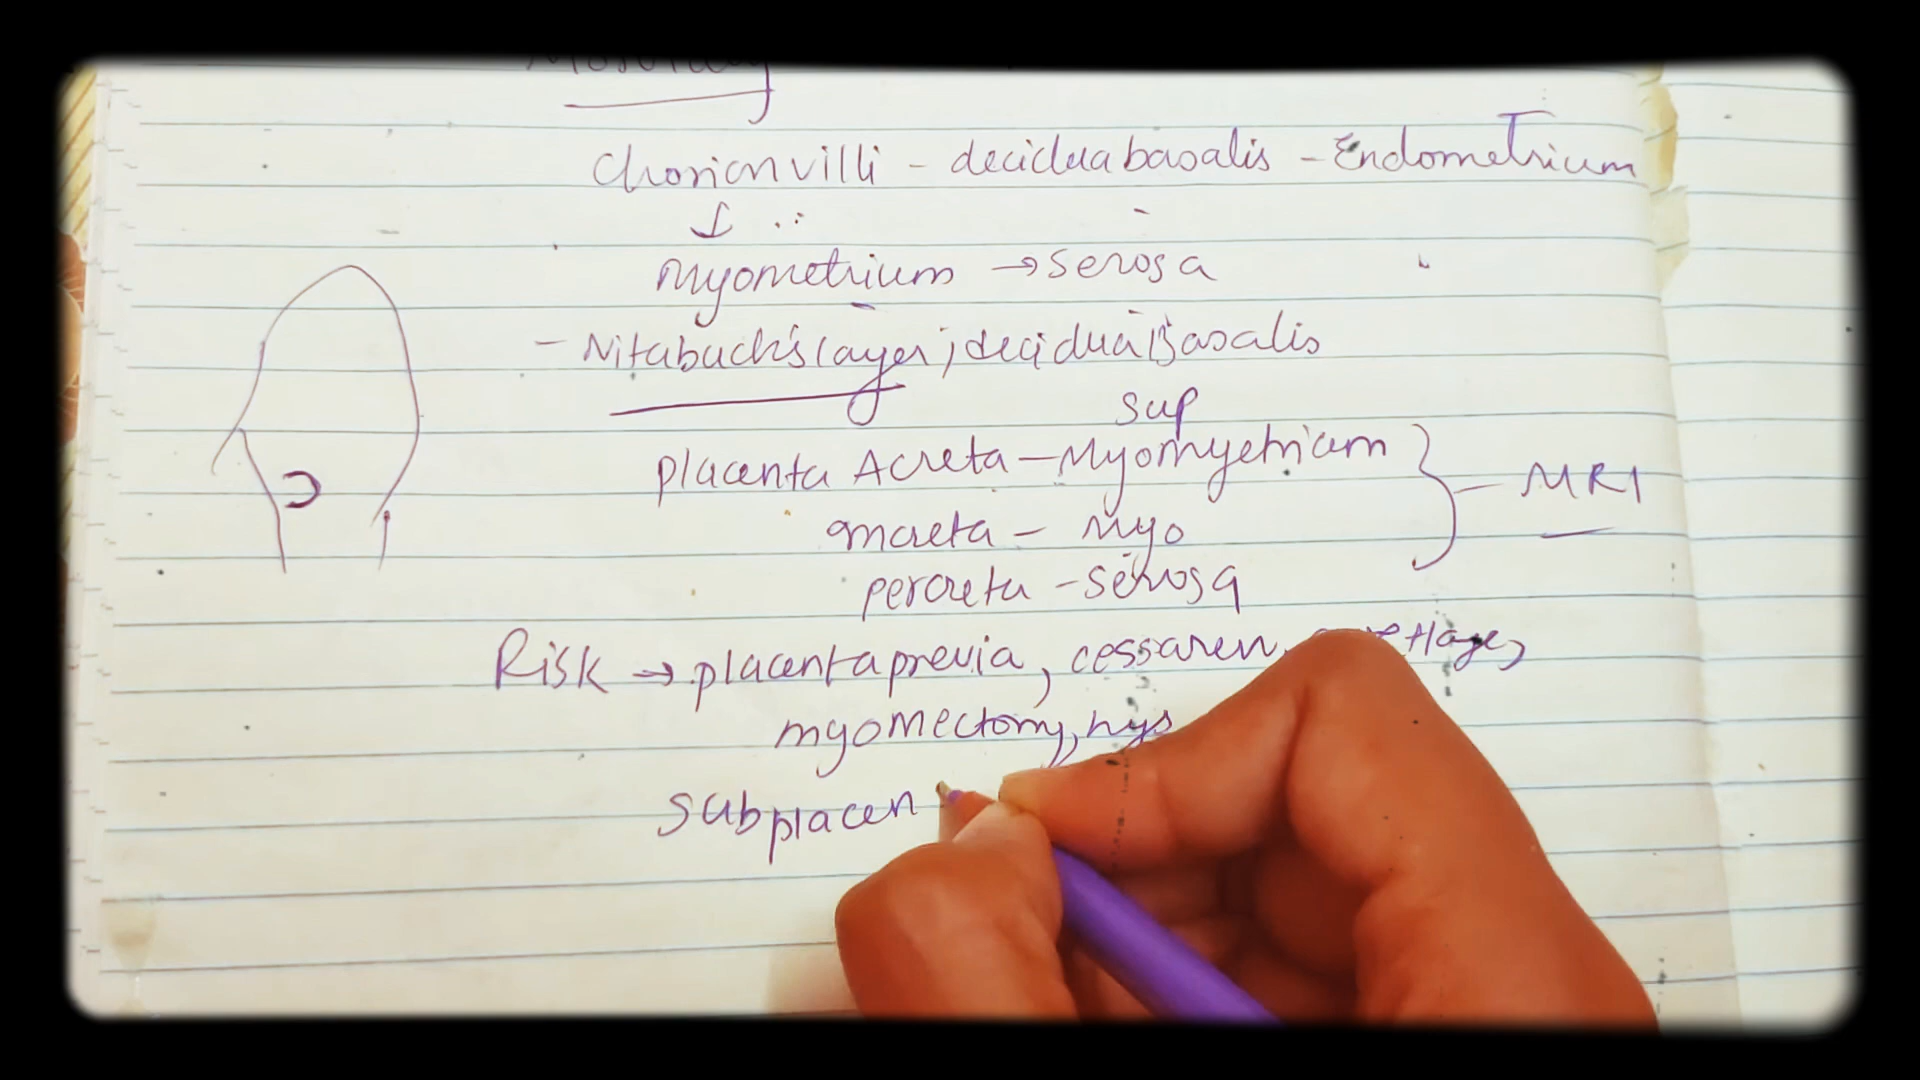 Chorion villi - decidua basalis - Endometrium
myometrium → serosa
- Nitabuch's layer; decidua Basalis
sup
placenta Acreta - Myomyetrium
increta - Myo
percreta - serosa
} - MRI
Risk → placenta previa, cessaren,
myomectomy, hys
subplacen